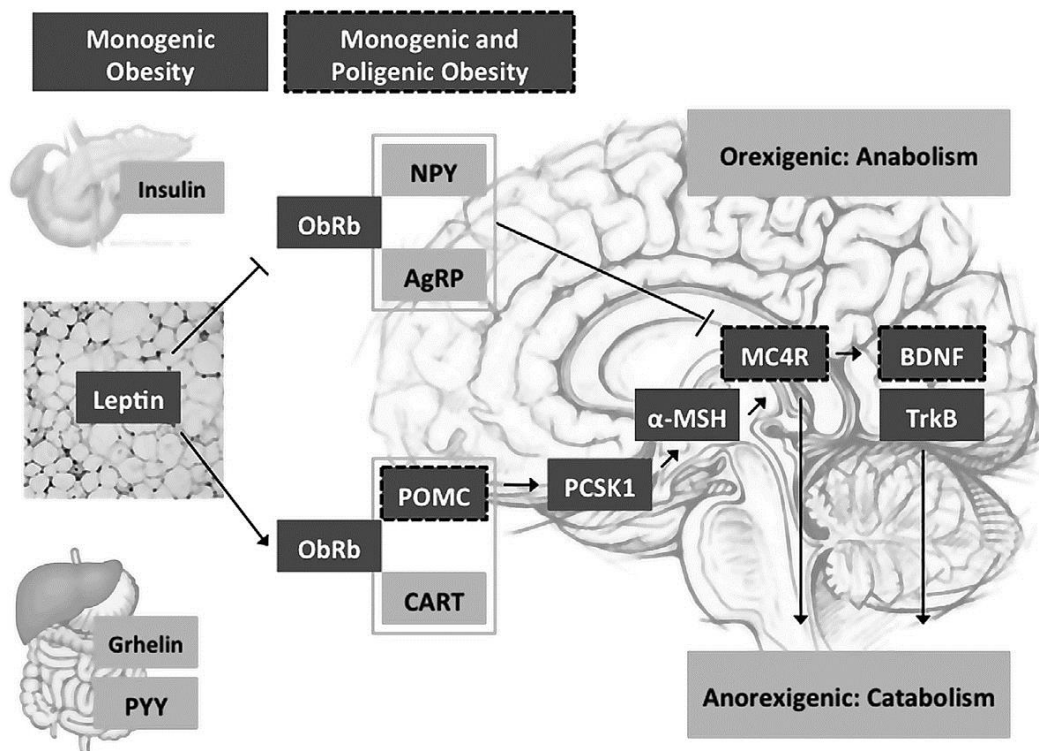 Monogenic
Obesity
Monogenic and
Poligenic Obesity
Insulin
NPY
ObRb
AgRP
Orexigenic: Anabolism
Leptin
MC4R
BDNF
α-MSH
TrkB
POMC
PCSK1
ObRb
CART
Grhelin
PYY
Anorexigenic: Catabolism